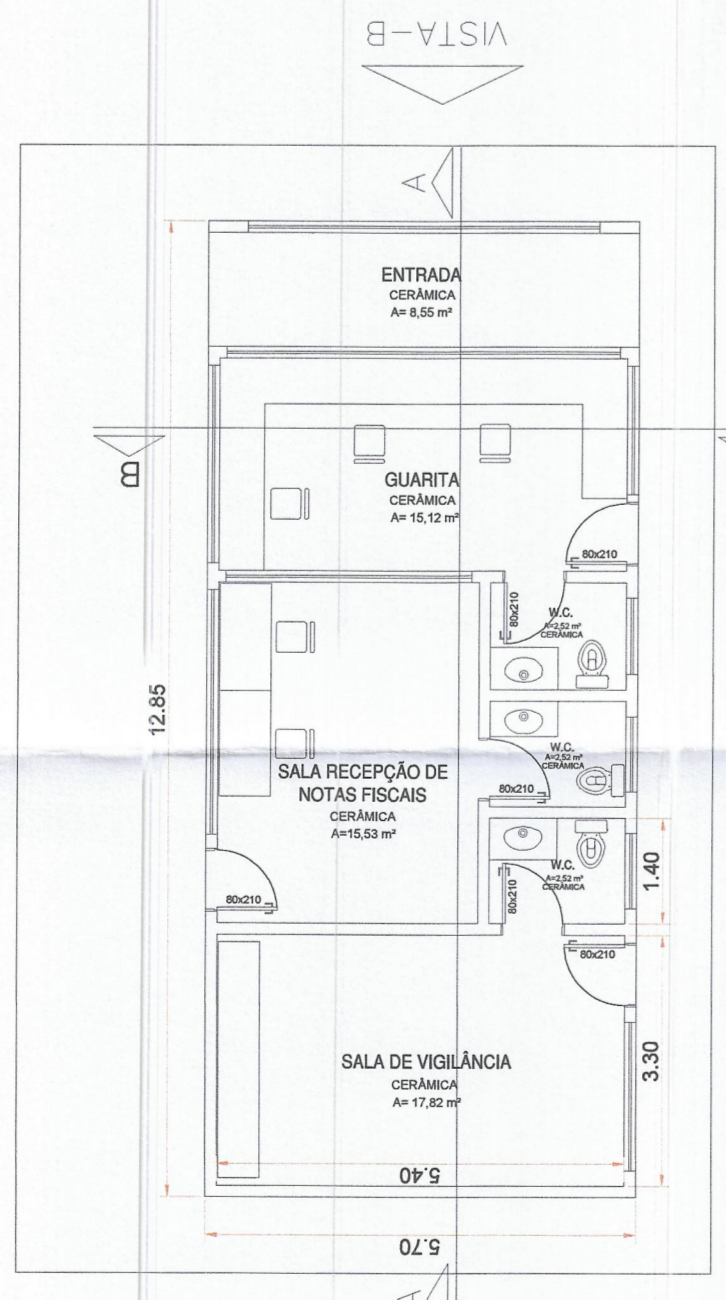 VISTA-B
A
ENTRADA
CERÂMICA
A= 8,55 m²
B
GUARITA
CERÂMICA
A= 15,12 m²
80x210
80x210
W.C.
A=2,52 m²
CERÂMICA
12.85
W.C.
A=2,52 m²
CERÂMICA
80x210
SALA RECEPÇÃO DE
NOTAS FISCAIS
CERÂMICA
A=15,53 m²
W.C.
A=2,52 m²
CERÂMICA
80x210
1.40
80x210
80x210
SALA DE VIGILÂNCIA
CERÂMICA
A= 17,82 m²
3.30
5.40
5.70
A